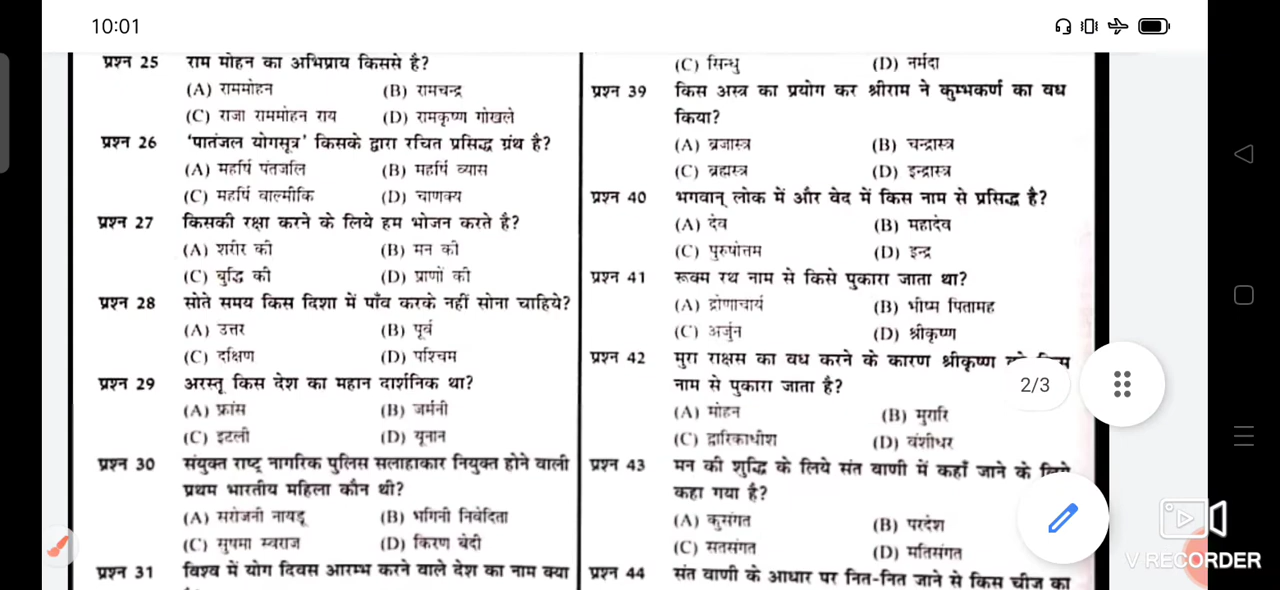 10:01
प्रश्न 25 राम मोहन का अभिप्राय किससे है?
(A) राममोहन (B) रामचन्द्र
(C) राजा राममोहन राय (D) रामकृष्ण गोखले
प्रश्न 26 'पातंजल योगसूत्र' किसके द्वारा रचित प्रसिद्ध ग्रंथ है?
(A) महर्षि पंतजलि (B) महर्षि व्यास
(C) महर्षि वाल्मीकि (D) चाणक्य
प्रश्न 27 किसकी रक्षा करने के लिये हम भोजन करते है?
(A) शरीर की (B) मन की
(C) बुद्धि की (D) प्राणों की
प्रश्न 28 सोते समय किस दिशा में पाँव करके नहीं सोना चाहिये?
(A) उत्तर (B) पूर्व
(C) दक्षिण (D) पश्चिम
प्रश्न 29 अरस्तू किस देश का महान दार्शनिक था?
(A) फ्रांस (B) जर्मनी
(C) इटली (D) यूनान
प्रश्न 30 संयुक्त राष्ट्र नागरिक पुलिस सलाहाकार नियुक्त होने वाली
प्रथम भारतीय महिला कौन थी?
(A) सरोजनी नायडू (B) भगिनी निवेदिता
(C) सुषमा स्वराज (D) किरण बेदी
प्रश्न 31 विश्व में योग दिवस आरम्भ करने वाले देश का नाम क्या
(C) सिन्धु (D) नर्मदा
प्रश्न 39 किस अस्त्र का प्रयोग कर श्रीराम ने कुम्भकर्ण का वध
किया?
(A) ब्रजास्त्र (B) चन्द्रास्त्र
(C) ब्रह्मस्त्र (D) इन्द्रास्त्र
प्रश्न 40 भगवान् लोक में और वेद में किस नाम से प्रसिद्ध है?
(A) देव (B) महादेव
(C) पुरुषोत्तम (D) इन्द्र
प्रश्न 41 रूक्म रथ नाम से किसे पुकारा जाता था?
(A) द्रोणाचार्य (B) भीष्म पितामह
(C) अर्जुन (D) श्रीकृष्ण
प्रश्न 42 मुरा राक्षस का वध करने के कारण श्रीकृष्ण
नाम से पुकारा जाता है?
2/3
(A) मोहन (B) मुरारि
(C) द्वारिकाधीश (D) वंशीधर
प्रश्न 43 मन की शुद्धि के लिये संत वाणी में कहाँ जाने के
कहा गया है?
(A) कुसंगत (B) परदेश
(C) सतसंगत (D) मतिसंगत
प्रश्न 44 संत वाणी के आधार पर नित-नित जाने से किस चीज का
V RECORDER